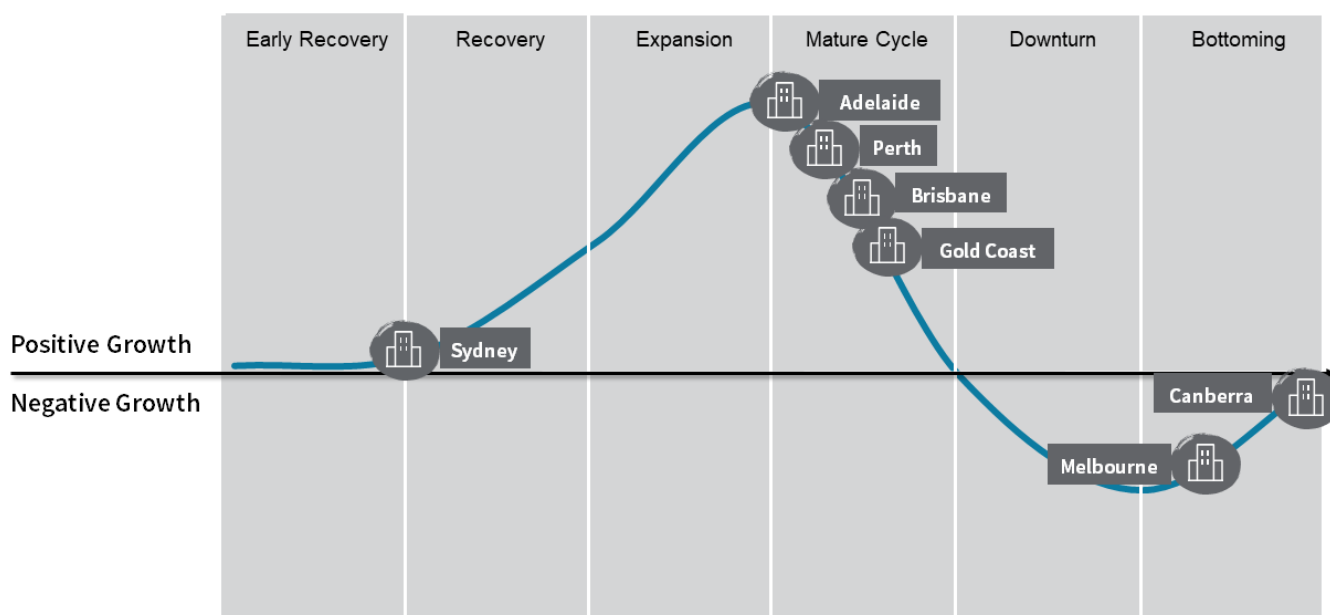 Early Recovery
Recovery
Expansion
Mature Cycle
Downturn
Bottoming
Adelaide
Perth
Brisbane
Gold Coast
Positive Growth
Sydney
Negative Growth
Canberra
Melbourne